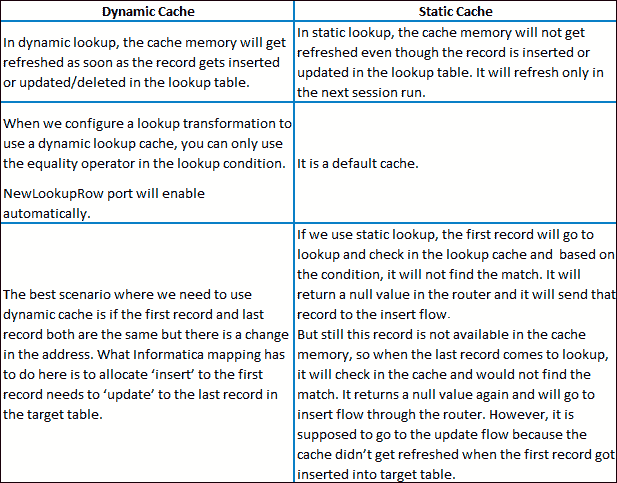 Dynamic Cache
Static Cache
In dynamic lookup, the cache memory will get
refreshed as soon as the record gets inserted
or updated/deleted in the lookup table.
In static lookup, the cache memory will not get
refreshed even though the record is inserted or
updated in the lookup table. It will refresh only in
the next session run.
When we configure a lookup transformation to
use a dynamic lookup cache, you can only use
the equality operator in the lookup condition.
NewLookupRow port will enable
automatically.
It is a default cache.
The best scenario where we need to use
dynamic cache is if the first record and last
record both are the same but there is a change
in the address. What Informatica mapping has
to do here is to allocate ‘insert’ to the first
record needs to ‘update’ to the last record in
the target table.
If we use static lookup, the first record will go to
lookup and check in the lookup cache and based on
the condition, it will not find the match. It will
return a null value in the router and it will send that
record to the insert flow.
But still this record is not available in the cache
memory, so when the last record comes to lookup,
it will check in the cache and would not find the
match. It returns a null value again and will go to
insert flow through the router. However, it is
supposed to go to the update flow because the
cache didn’t get refreshed when the first record got
inserted into target table.